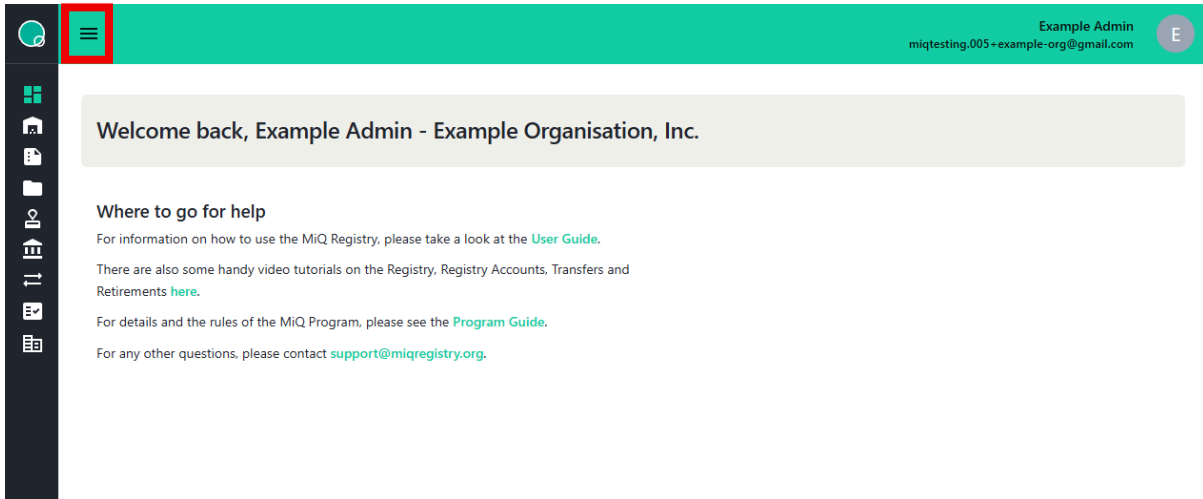 Example Admin
miqtesting.005+example-org@gmail.com
E
Welcome back, Example Admin - Example Organisation, Inc.
Where to go for help
For information on how to use the MiQ Registry, please take a look at the User Guide.
There are also some handy video tutorials on the Registry, Registry Accounts, Transfers and
Retirements here.
For details and the rules of the MiQ Program, please see the Program Guide.
For any other questions, please contact support@miqregistry.org.